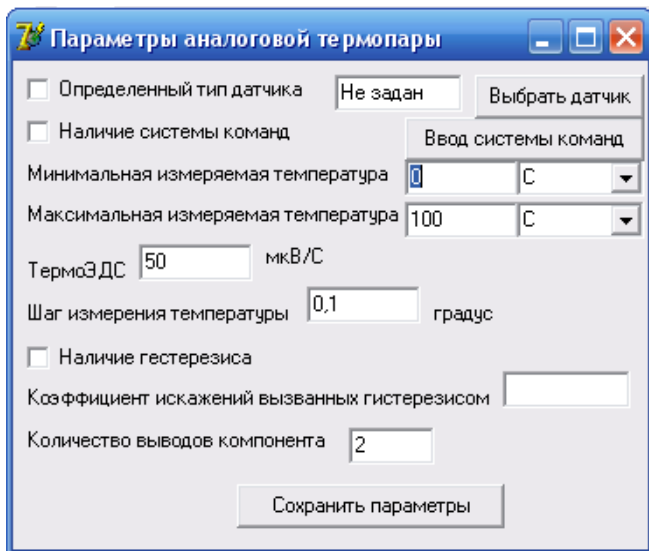 Параметры аналоговой термопары
Определенный тип датчика Не задан Выбрать датчик
Наличие системы команд Ввод системы команд
Минимальная измеряемая температура 0 C
Максимальная измеряемая температура 100 C
ТермоЭДС 50 мкВ/С
Шаг измерения температуры 0,1 градус
Наличие гестерезиса
Коэффициент искажений вызванных гистерезисом
Количество выводов компонента 2
Сохранить параметры